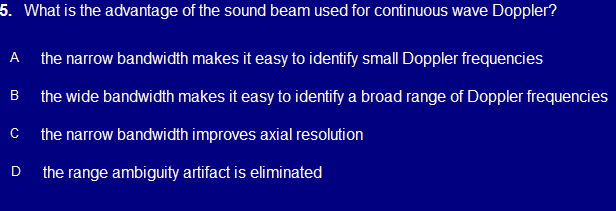 5. What is the advantage of the sound beam used for continuous wave Doppler?
A the narrow bandwidth makes it easy to identify small Doppler frequencies
B the wide bandwidth makes it easy to identify a broad range of Doppler frequencies
C the narrow bandwidth improves axial resolution
D the range ambiguity artifact is eliminated